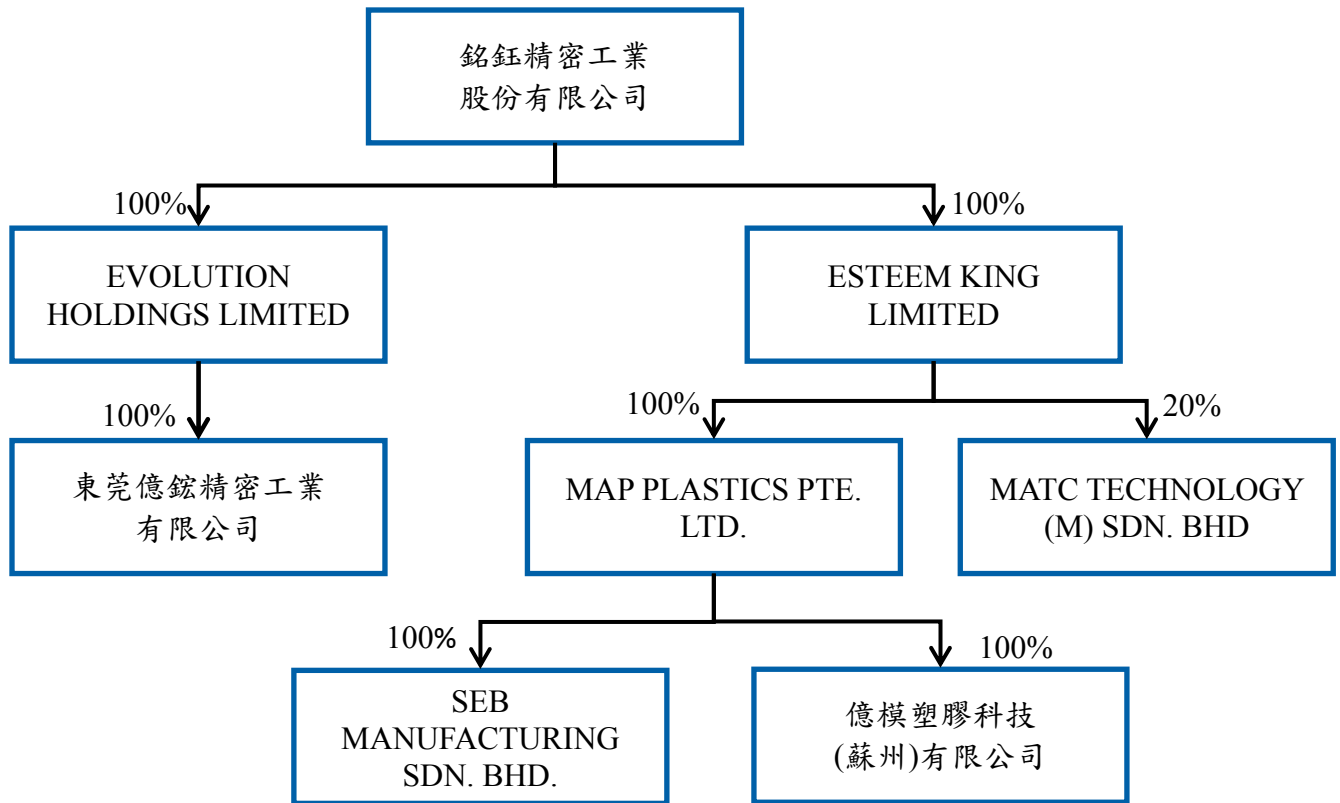 銘鈺精密工業
股份有限公司
100%
100%
EVOLUTION
HOLDINGS LIMITED
ESTEEM KING
LIMITED
100%
100%
20%
東莞億鋐精密工業
有限公司
MAP PLASTICS PTE.
LTD.
MATC TECHNOLOGY
(M) SDN. BHD
100%
100%
SEB
MANUFACTURING
SDN. BHD.
億模塑膠科技
(蘇州)有限公司